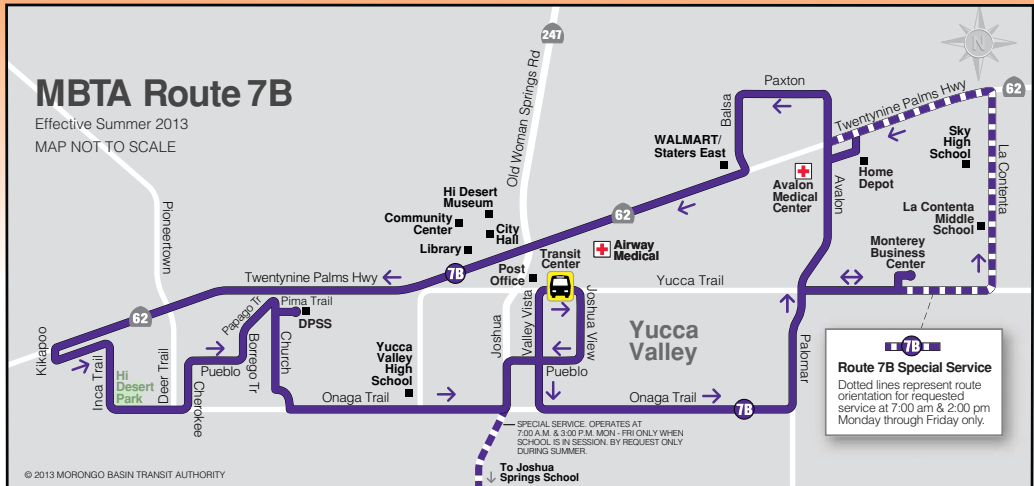 MBTA Route 7B
Effective Summer 2013
MAP NOT TO SCALE
247
Old Woman Springs Rd
N
62
Twentynine Palms Hwy
Paxton
Balsa
WALMART/
Staters East
Avalon
Medical
Center
Avalon
Home
Depot
Sky
High
School
La Contenta
La Contenta
Middle
School
Monterey
Business
Center
Pioneertown
Hi Desert
Museum
Community
Center
City
Hall
Library
62
Airway
Medical
Post
Office
Transit
Center
7B
Twentynine Palms Hwy
Yucca Trail
62
Kikapoo
Inca Trail
Hi
Desert
Park
Deer Trail
Cherokee
Pueblo
Papago Tr
Borrego Tr
Pima Trail
DPSS
Church
Yucca
Valley
High
School
Onaga Trail
Joshua
Valley Vista
Joshua View
Pueblo
Yucca
Valley
Onaga Trail
7B
Palomar
7B
Route 7B Special Service
Dotted lines represent route
orientation for requested
service at 7:00 am & 2:00 pm
Monday through Friday only.
SPECIAL SERVICE. OPERATES AT
7:00 A.M. & 3:00 P.M. MON - FRI ONLY WHEN
SCHOOL IS IN SESSION. BY REQUEST ONLY
DURING SUMMER.
To Joshua
Springs School
© 2013 MORONGO BASIN TRANSIT AUTHORITY